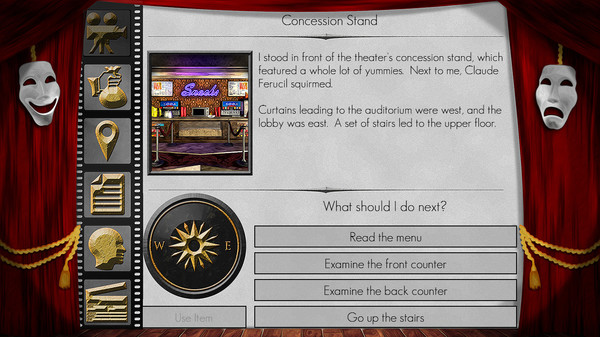 Concession Stand
I stood in front of the theater's concession stand, which
featured a whole lot of yummies. Next to me, Claude
Ferucil squirmed.
Curtains leading to the auditorium were west, and the
lobby was east. A set of stairs led to the upper floor.
Snacks
What should I do next?
W
E
Read the menu
Examine the front counter
Examine the back counter
Use Item
Go up the stairs